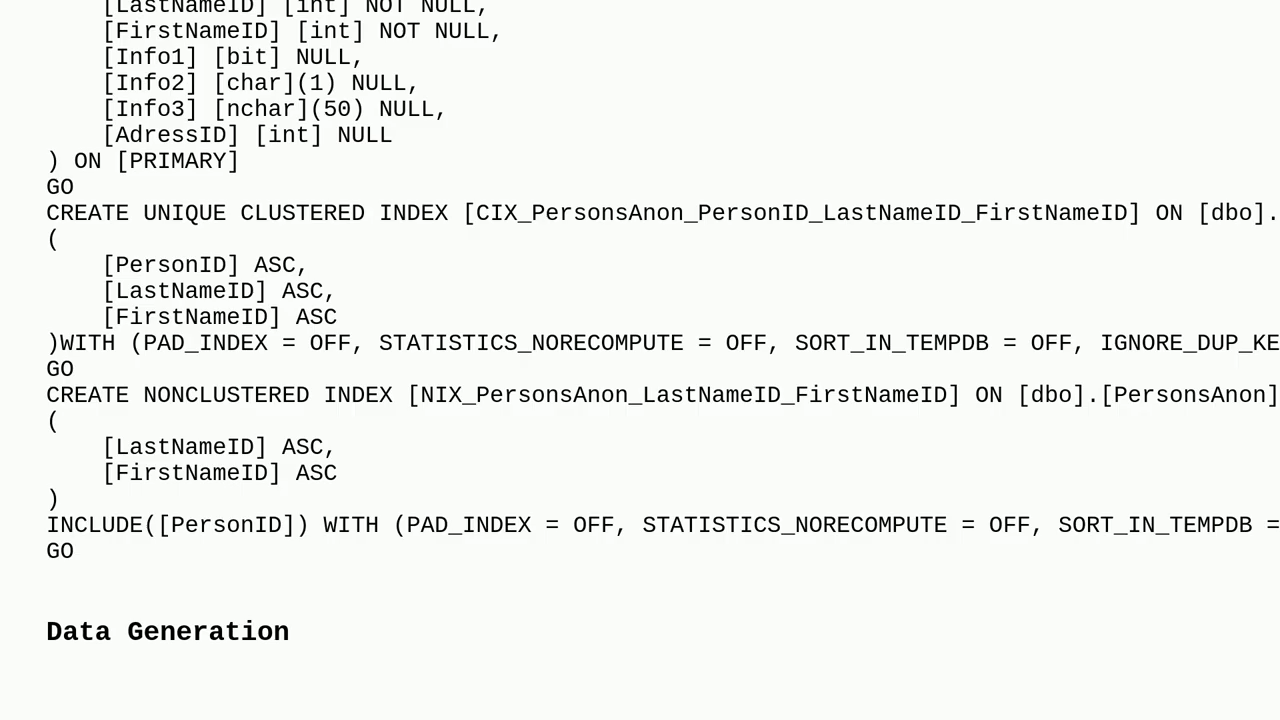 [LastNameID] [int] NOT NULL,
[FirstNameID] [int] NOT NULL,
[Info1] [bit] NULL,
[Info2] [char](1) NULL,
[Info3] [nchar](50) NULL,
[AdressID] [int] NULL
) ON [PRIMARY]
GO
CREATE UNIQUE CLUSTERED INDEX [CIX_PersonsAnon_PersonID_LastNameID_FirstNameID] ON [dbo].
(
[PersonID] ASC,
[LastNameID] ASC,
[FirstNameID] ASC
)WITH (PAD_INDEX = OFF, STATISTICS_NORECOMPUTE = OFF, SORT_IN_TEMPDB = OFF, IGNORE_DUP_KE
GO
CREATE NONCLUSTERED INDEX [NIX_PersonsAnon_LastNameID_FirstNameID] ON [dbo].[PersonsAnon]
(
[LastNameID] ASC,
[FirstNameID] ASC
)
INCLUDE([PersonID]) WITH (PAD_INDEX = OFF, STATISTICS_NORECOMPUTE = OFF, SORT_IN_TEMPDB =
GO
Data Generation